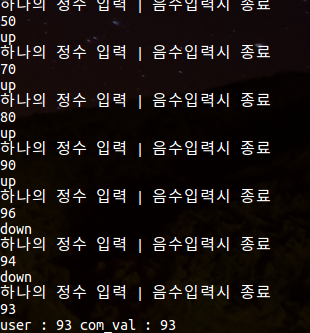 하나의 정수 입력 | 음수입력시 종료
50
up
하나의 정수 입력 | 음수입력시 종료
70
up
하나의 정수 입력 | 음수입력시 종료
80
up
하나의 정수 입력 | 음수입력시 종료
90
up
하나의 정수 입력 | 음수입력시 종료
96
down
하나의 정수 입력 | 음수입력시 종료
94
down
하나의 정수 입력 | 음수입력시 종료
93
user : 93 com_val : 93